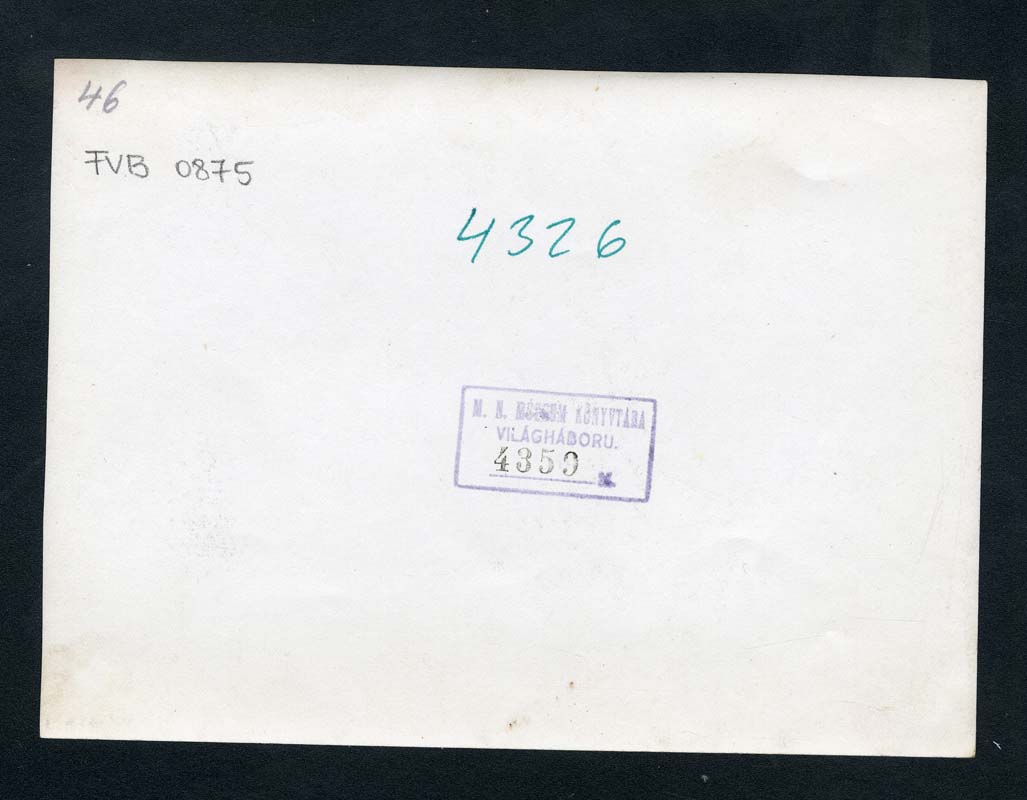 46
FVB 0875
4326
M. N. MÚZEUM KÖNYVTÁRA
VILÁGHÁBORU.
4359